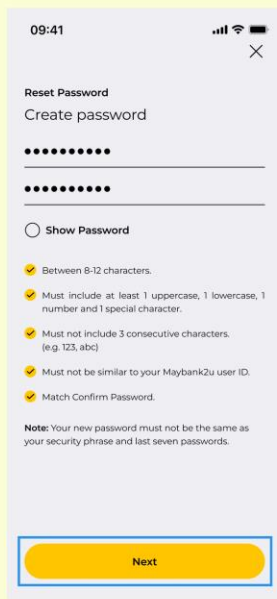 09:41
Reset Password
Create password
••••••••••
••••••••••
Show Password
Between 8-12 characters.
Must include at least 1 uppercase, 1 lowercase, 1
number and 1 special character.
Must not include 3 consecutive characters.
(e.g. 123, abc)
Must not be similar to your Maybank2u user ID.
Match Confirm Password.
Note: Your new password must not be the same as
your security phrase and last seven passwords.
Next